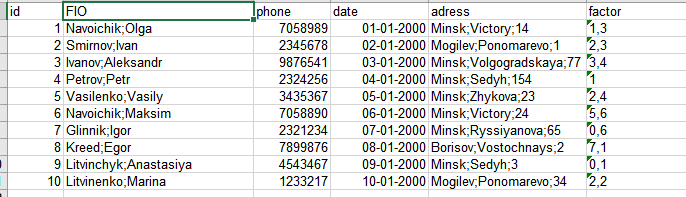 id FIO phone date adress factor
1 Navoichik;Olga 7058989 01-01-2000 Minsk;Victory;14 1,3
2 Smirnov;Ivan 2345678 02-01-2000 Mogilev;Ponomarevo;1 2,3
3 Ivanov;Aleksandr 9876541 03-01-2000 Minsk;Volgogradskaya;77 3,4
4 Petrov;Petr 2324256 04-01-2000 Minsk;Sedyh;154 1
5 Vasilenko;Vasily 3435367 05-01-2000 Minsk;Zhykova;23 2,4
6 Navoichik;Maksim 7058890 06-01-2000 Minsk;Victory;24 5,6
7 Glinnik;Igor 2321234 07-01-2000 Minsk;Ryssiyanova;65 0,6
8 Kreed;Egor 7899876 08-01-2000 Borisov;Vostochnays;2 7,1
9 Litvinchyk;Anastasiya 4543467 09-01-2000 Minsk;Sedyh;3 0,1
10 Litvinenko;Marina 1233217 10-01-2000 Mogilev;Ponomarevo;34 2,2